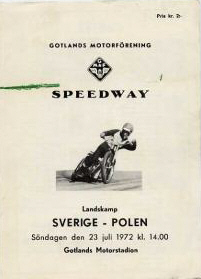 Pris kr. 2:-
GOTLANDS MOTORFÖRENING
SPEEDWAY
Landskamp
SVERIGE - POLEN
Söndagen den 23 juli 1972 kl. 14.00
Gotlands Motorstadion